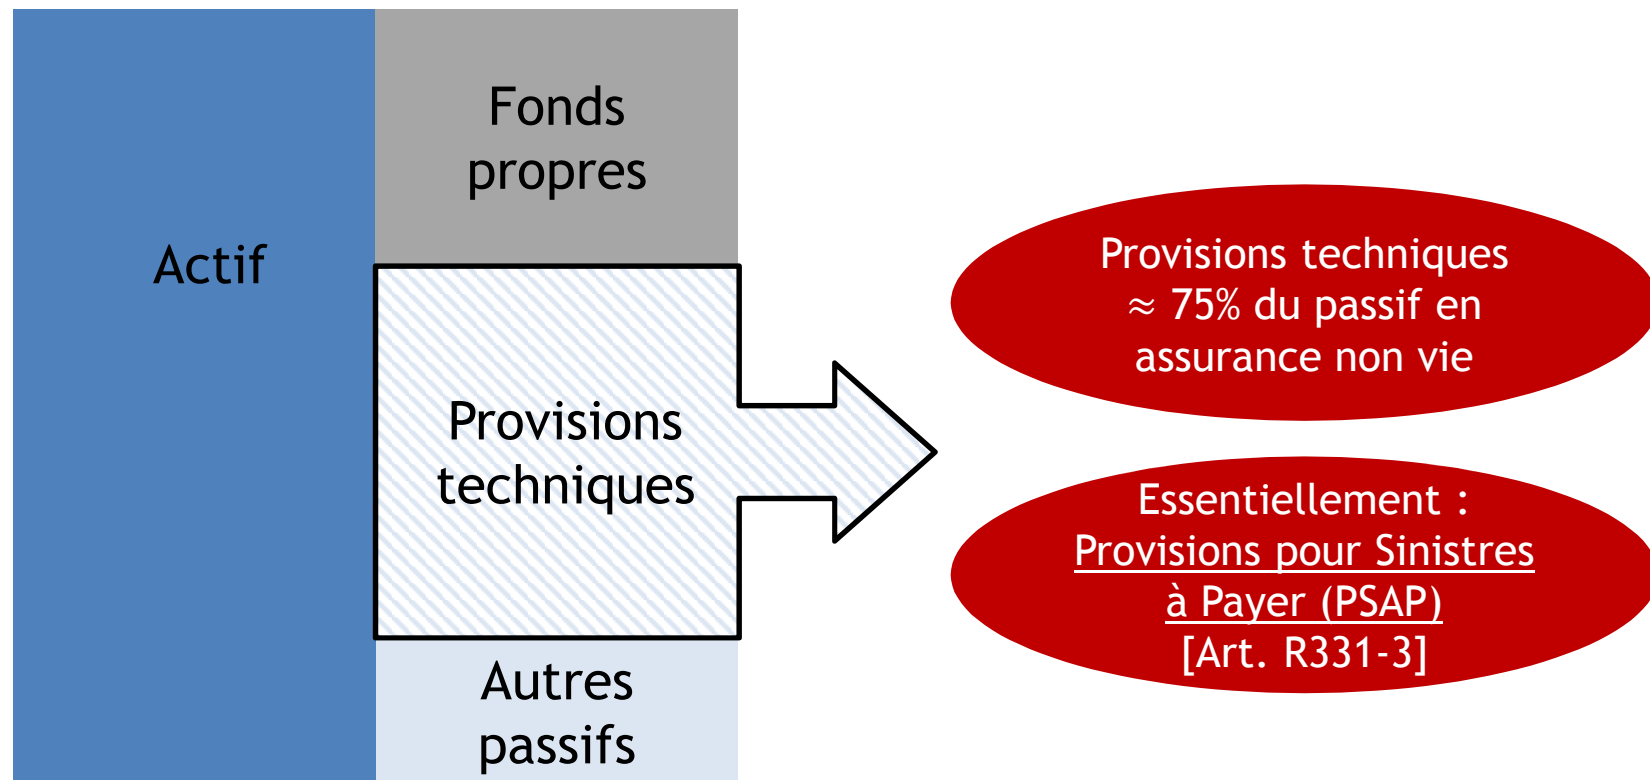 Actif
Fonds
propres
Provisions
techniques
Autres
passifs
Provisions techniques
≈ 75% du passif en
assurance non vie
Essentiellement :
Provisions pour Sinistres
à Payer (PSAP)
[Art. R331-3]